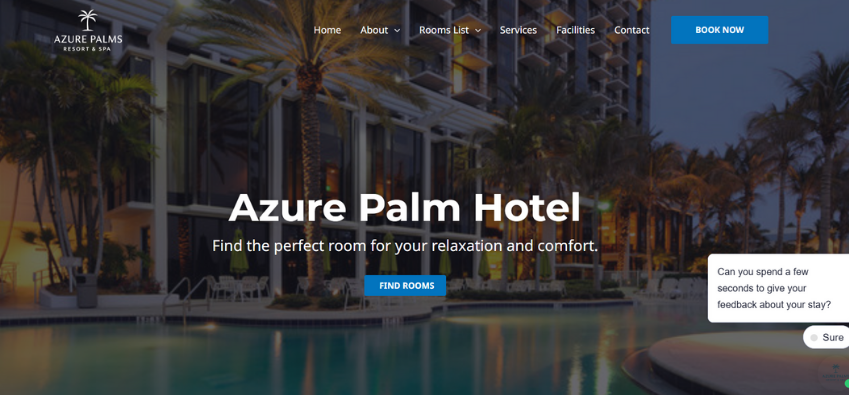 AZURE PALMS
RESORT & SPA
Home About Rooms List Services Facilities Contact BOOK NOW
Azure Palm Hotel
Find the perfect room for your relaxation and comfort.
FIND ROOMS
Can you spend a few
seconds to give your
feedback about your stay?
Sure